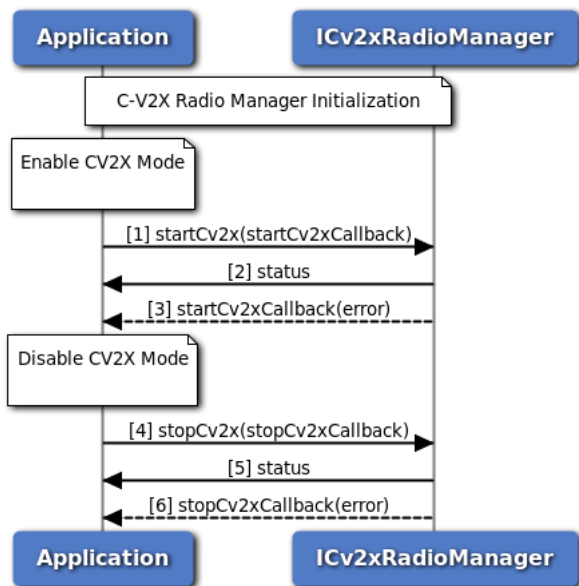 Application ICv2xRadioManager
C-V2X Radio Manager Initialization
Enable CV2X Mode
[1] startCv2x(startCv2xCallback)
[2] status
[3] startCv2xCallback(error)
Disable CV2X Mode
[4] stopCv2x(stopCv2xCallback)
[5] status
[6] stopCv2xCallback(error)
Application ICv2xRadioManager